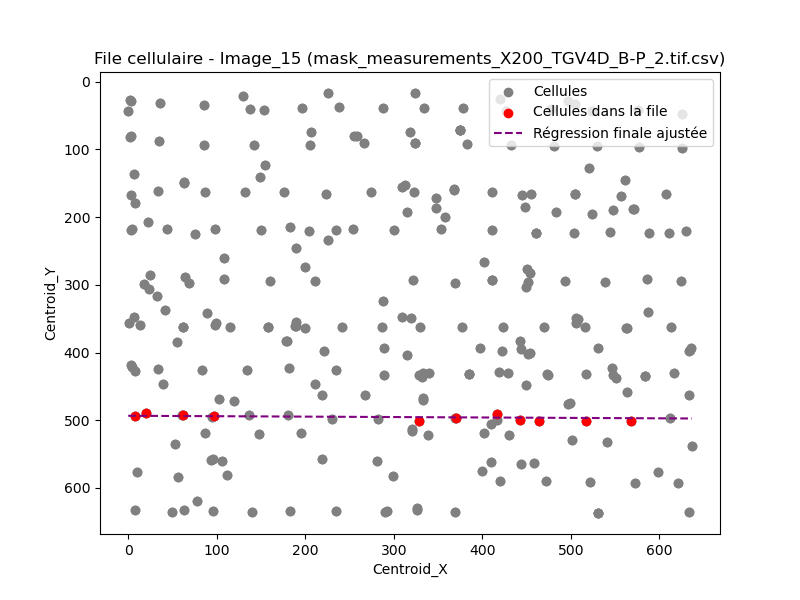 File cellulaire - Image_15 (mask_measurements_X200_TGV4D_B-P_2.tif.csv)
Cellules
Cellules dans la file
Régression finale ajustée
Centroid_Y
0
100
200
300
400
500
600
0 100 200 300 400 500 600
Centroid_X